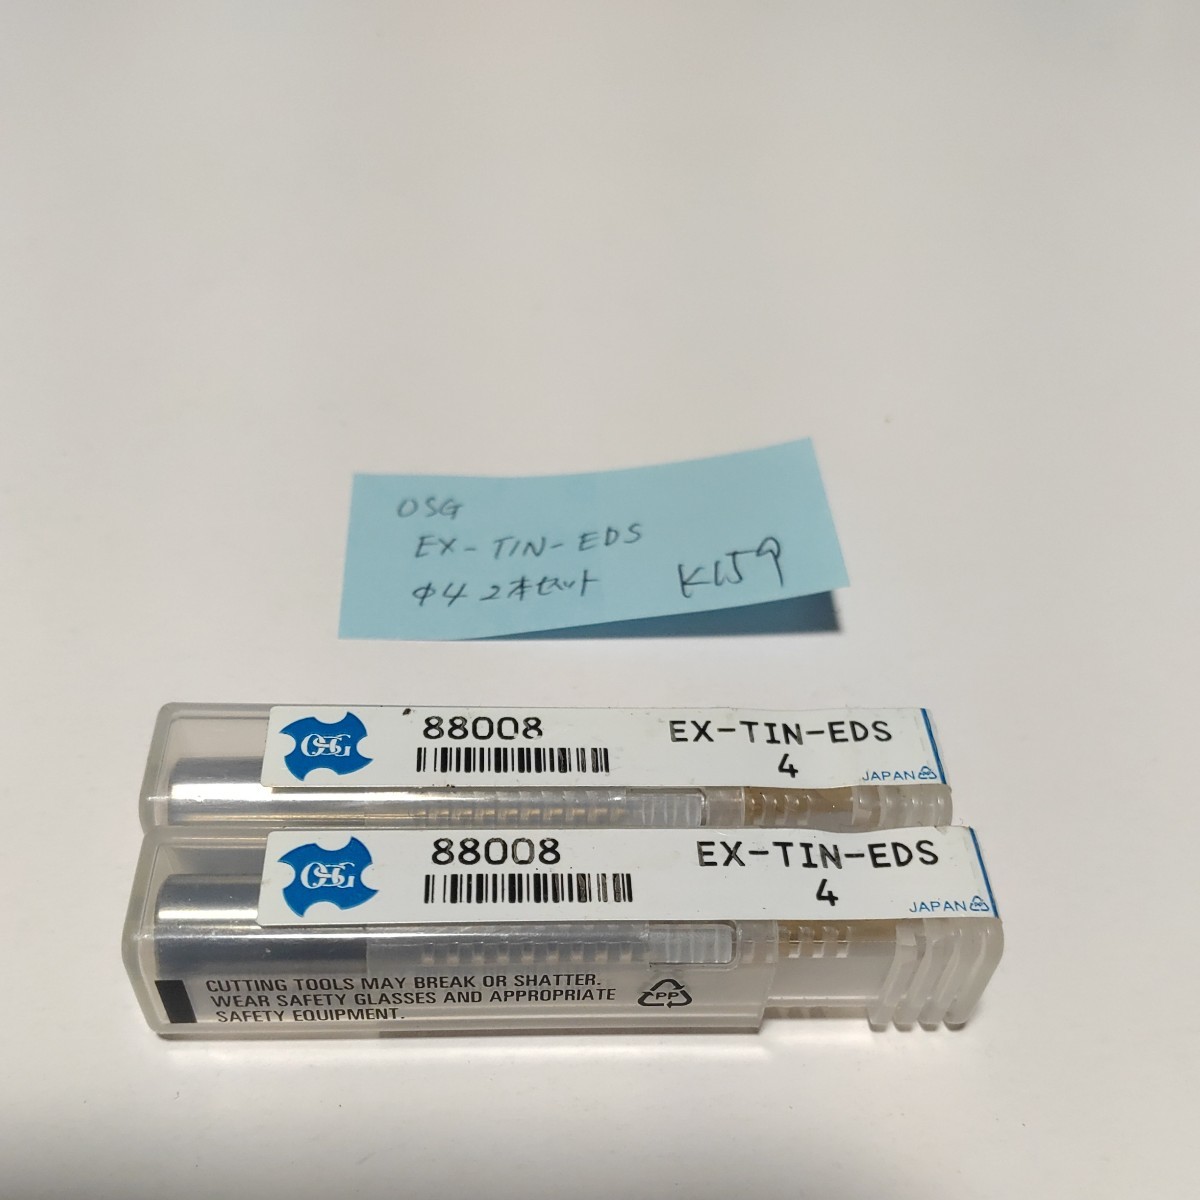 OSG
EX-TIN-EDS
φ4 2本セット K459
OSG 88008 EX-TIN-EDS
4
JAPAN
OSG 88008 EX-TIN-EDS
4
JAPAN
CUTTING TOOLS MAY BREAK OR SHATTER.
WEAR SAFETY GLASSES AND APPROPRIATE
SAFETY EQUIPMENT.
PP